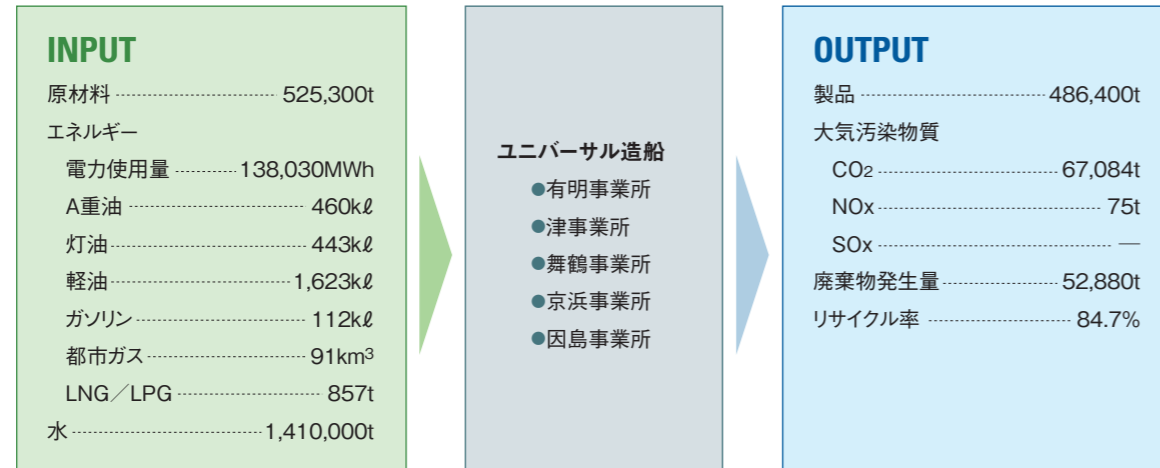 INPUT
原材料 525,300t
エネルギー
電力使用量 138,030MWh
A重油 460kℓ
灯油 443kℓ
軽油 1,623kℓ
ガソリン 112kℓ
都市ガス 91km³
LNG／LPG 857t
水 1,410,000t
ユニバーサル造船
●有明事業所
●津事業所
●舞鶴事業所
●京浜事業所
●因島事業所
OUTPUT
製品 486,400t
大気汚染物質
CO2 67,084t
NOx 75t
SOx —
廃棄物発生量 52,880t
リサイクル率 84.7%